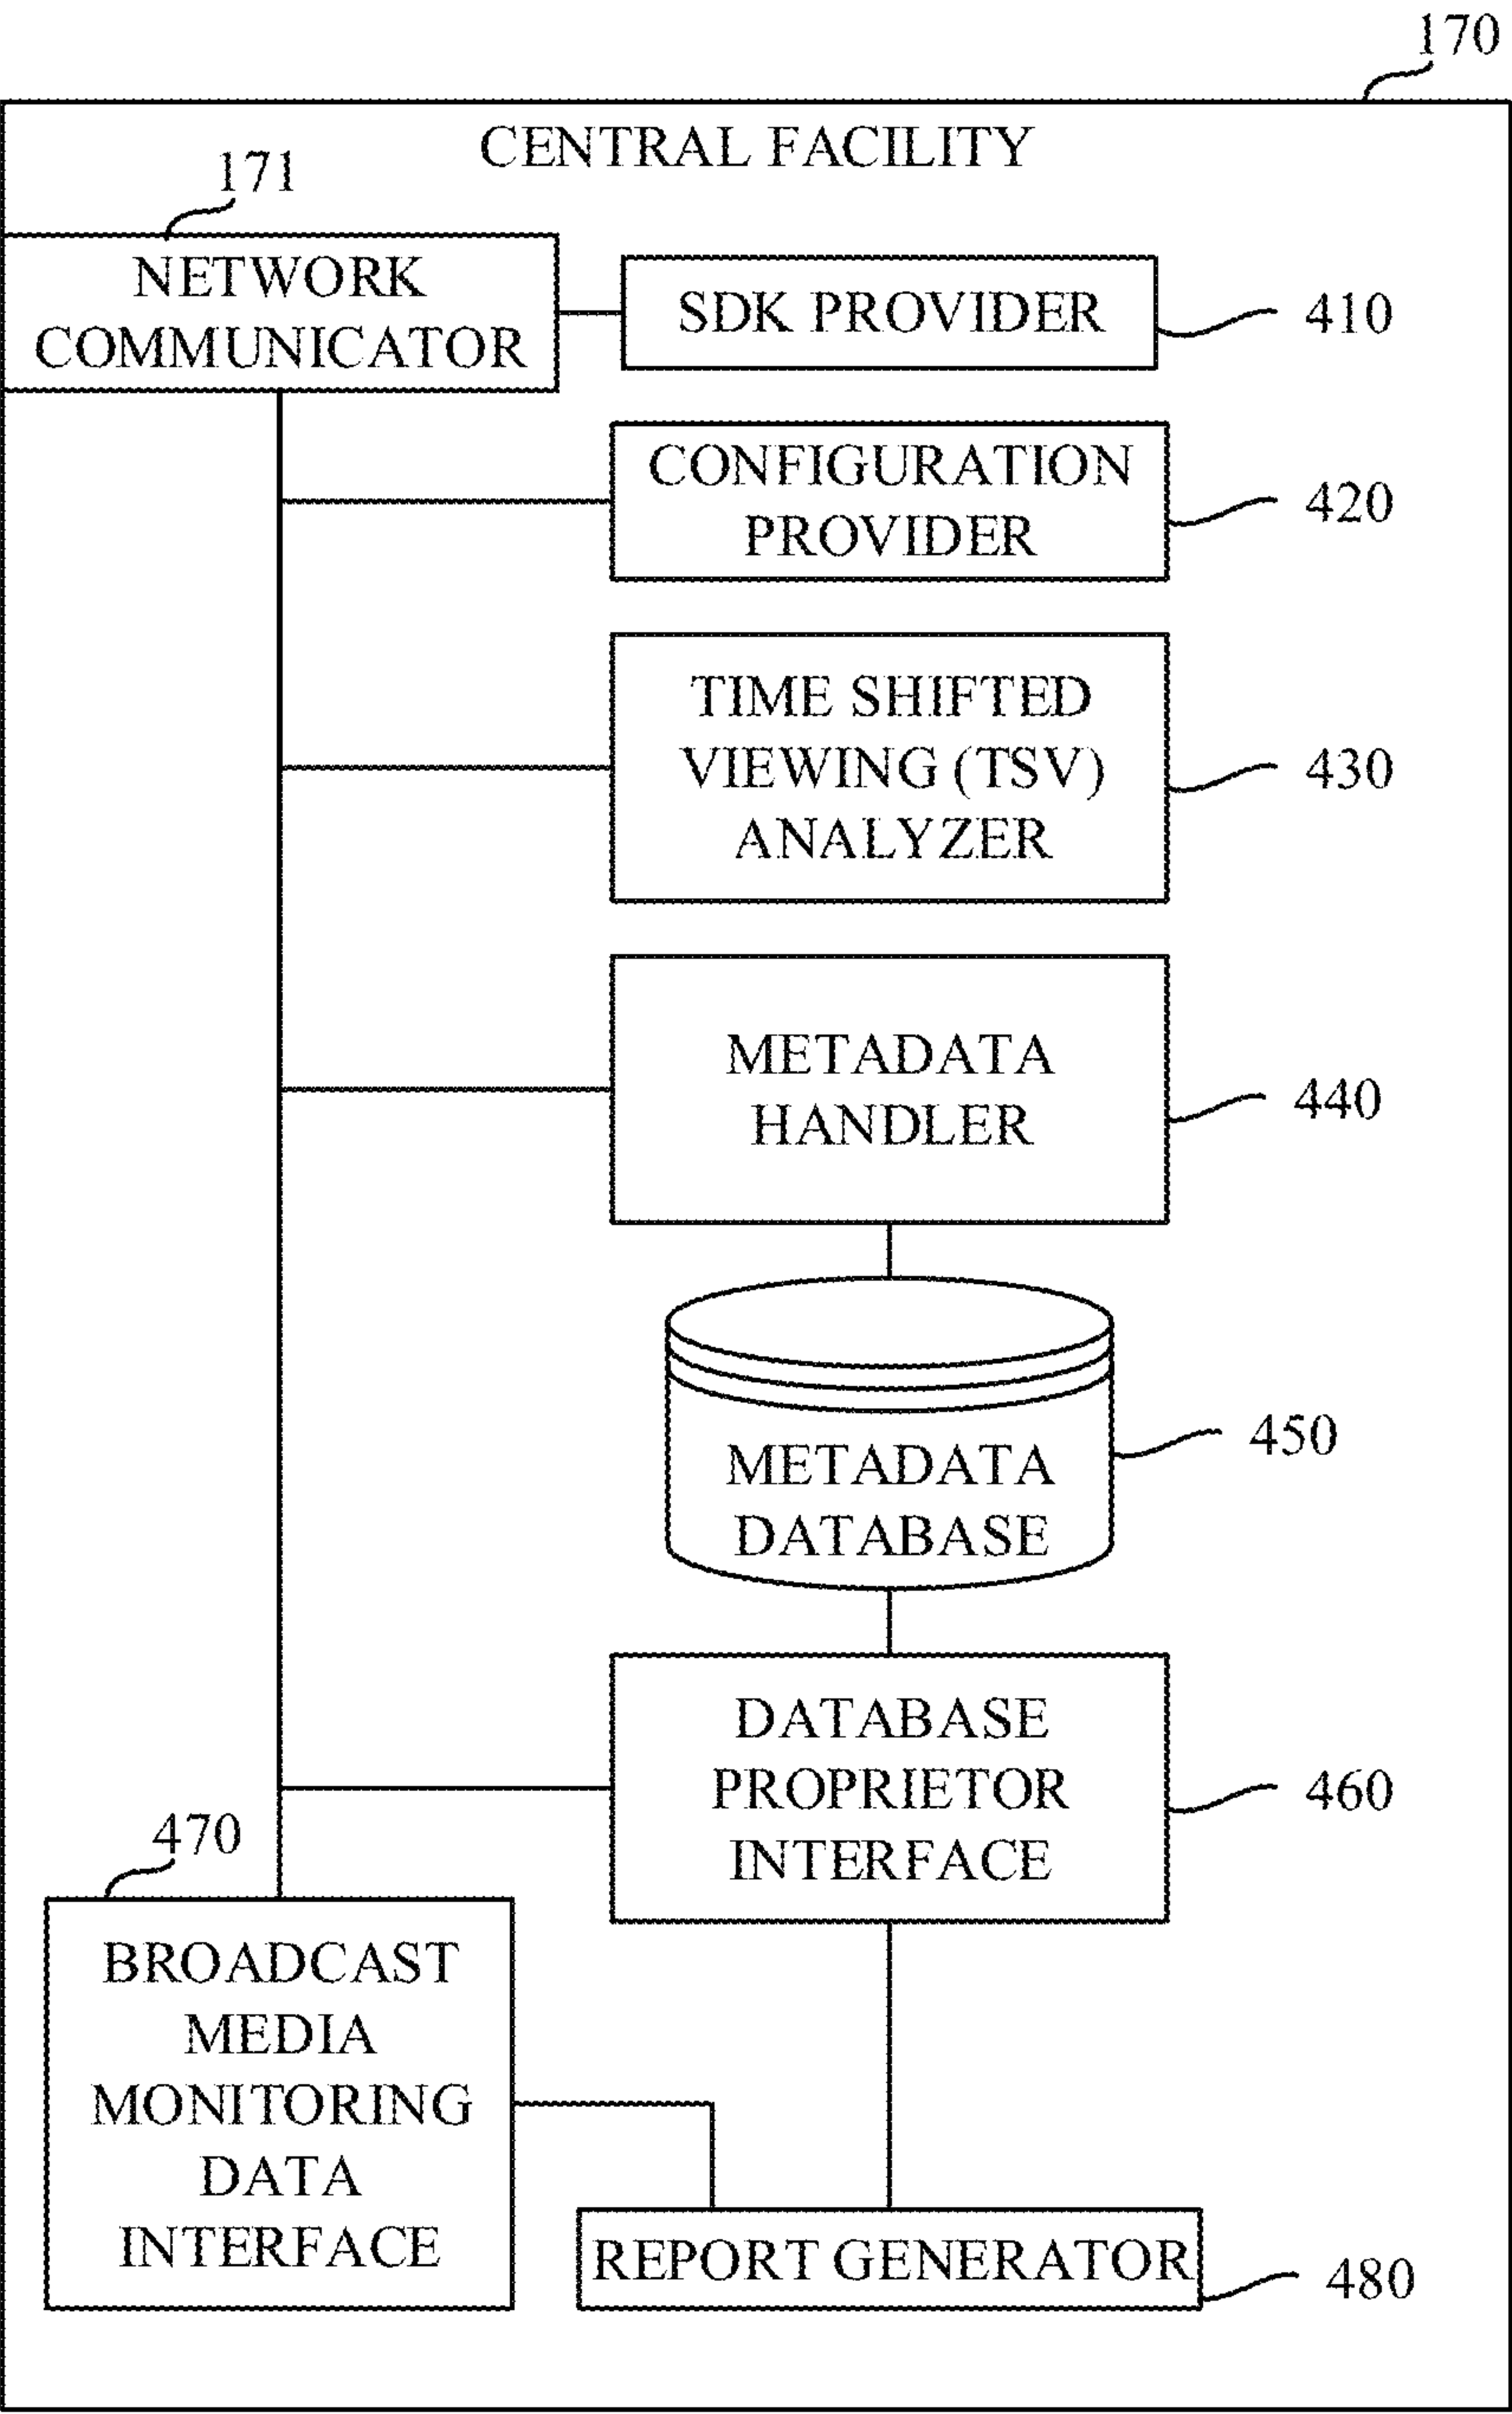 170
CENTRAL FACILITY
171
NETWORK
COMMUNICATOR
SDK PROVIDER
410
CONFIGURATION
PROVIDER
420
TIME SHIFTED
VIEWING (TSV)
ANALYZER
430
METADATA
HANDLER
440
METADATA
DATABASE
450
DATABASE
PROPRIETOR
INTERFACE
460
470
BROADCAST
MEDIA
MONITORING
DATA
INTERFACE
REPORT GENERATOR
480